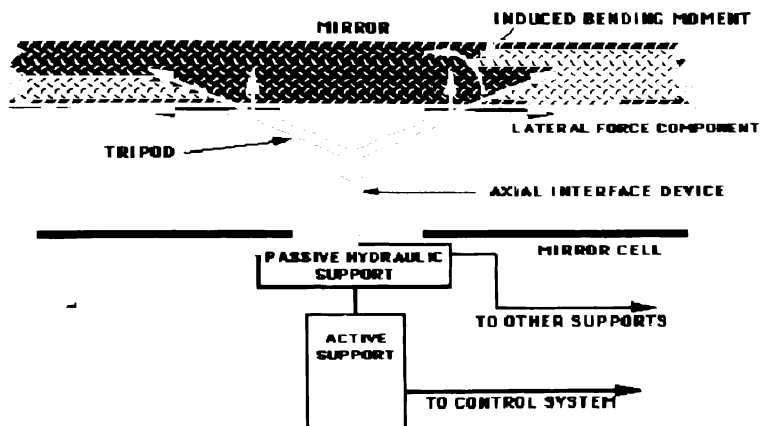 INDUCED BENDING MOMENT
MIRROR
LATERAL FORCE COMPONENT
TRIPOD
AXIAL INTERFACE DEVICE
MIRROR CELL
PASSIVE HYDRAULIC
SUPPORT
TO OTHER SUPPORTS
ACTIVE
SUPPORT
TO CONTROL SYSTEM